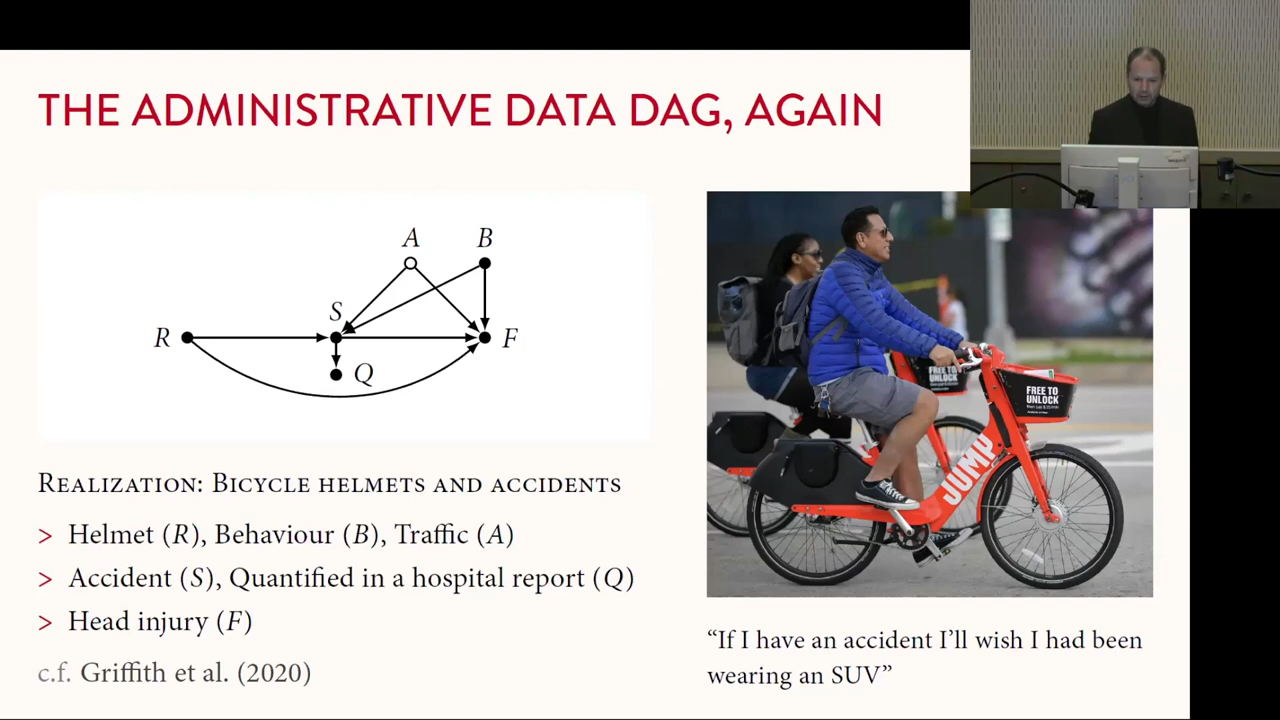 THE ADMINISTRATIVE DATA DAG, AGAIN
A
B
S
R
F
Q
REALIZATION: BICYCLE HELMETS AND ACCIDENTS
> Helmet (R), Behaviour (B), Traffic (A)
> Accident (S), Quantified in a hospital report (Q)
> Head injury (F)
c.f. Griffith et al. (2020)
FREE TO
UNLOCK
FREE TO
UNLOCK
JUMP
“If I have an accident I’ll wish I had been
wearing an SUV”